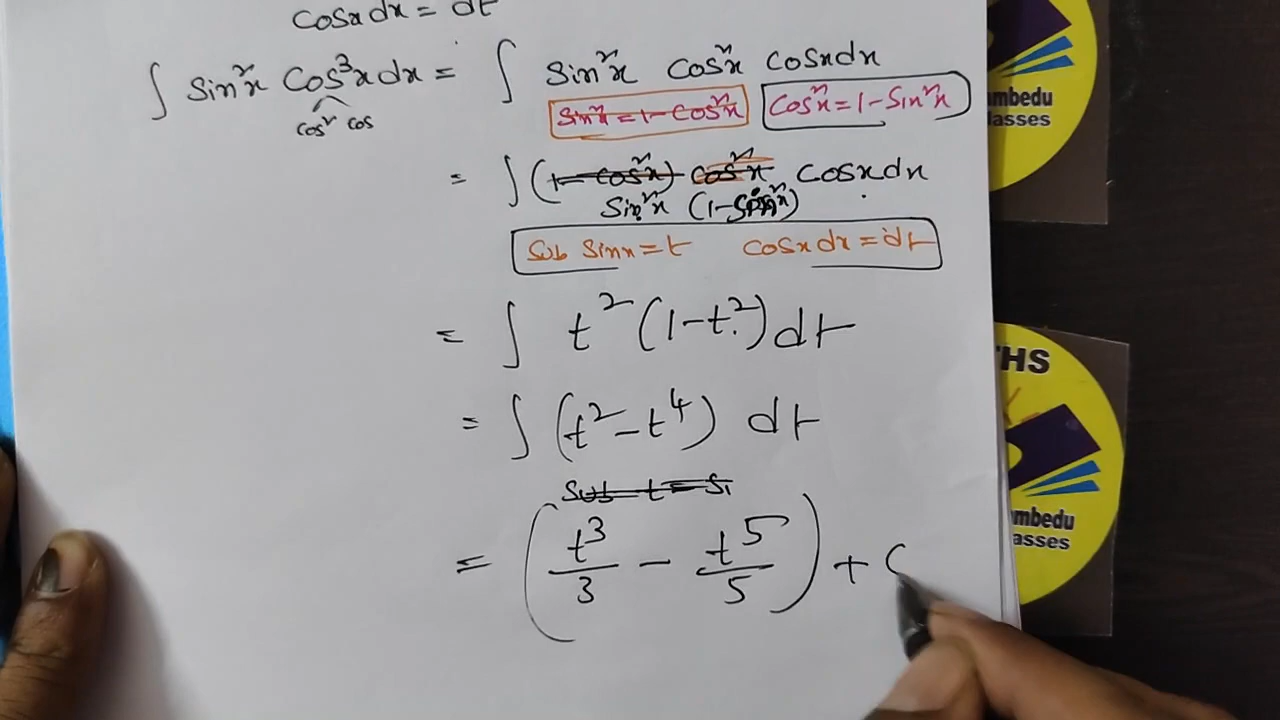 cosx dx = dt
∫ sin²x cos³x dx = ∫ sin²x cos²x cosx dx
cos² cos
sin²x = 1 - cos²x cos²x = 1 - sin²x
= ∫ (1 - cos²x) cos²x cosx dx
sin²x (1 - sin²x)
sub sinx = t cosx dx = dt
= ∫ t² (1 - t²) dt
= ∫ (t² - t⁴) dt
sub t = si
= (t³/3 - t⁵/5) + C
mbedu
lasses
THS
mbedu
asses